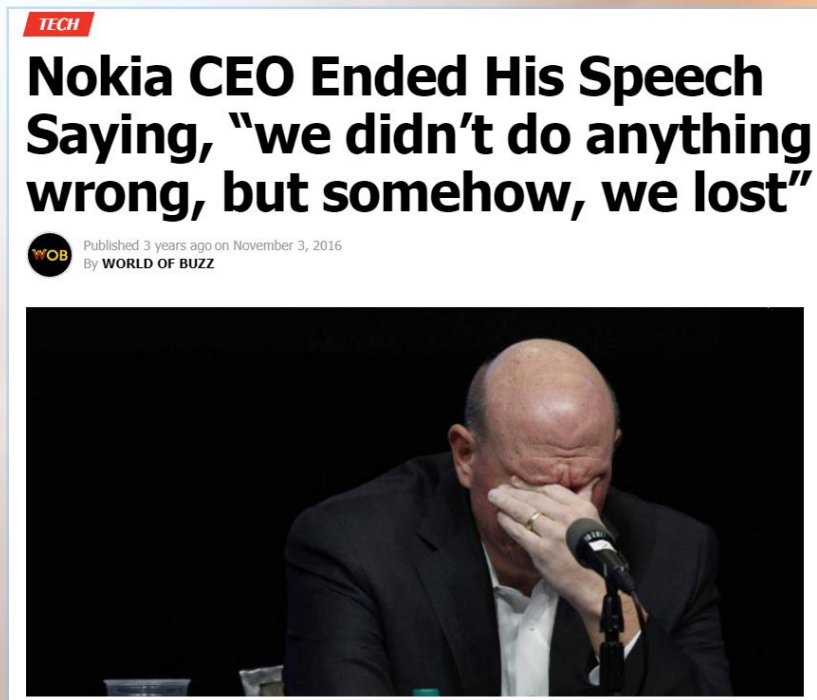 TECH
Nokia CEO Ended His Speech
Saying, “we didn’t do anything
wrong, but somehow, we lost”
WOB
Published 3 years ago on November 3, 2016
By WORLD OF BUZZ